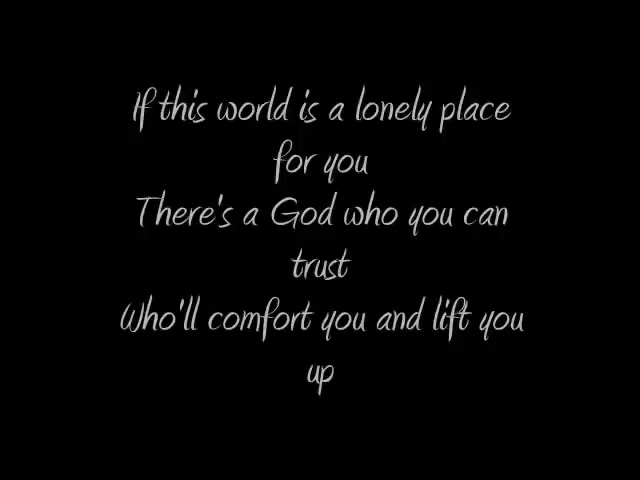 If this world is a lonely place
for you
There's a God who you can
trust
Who'll comfort you and lift you
up